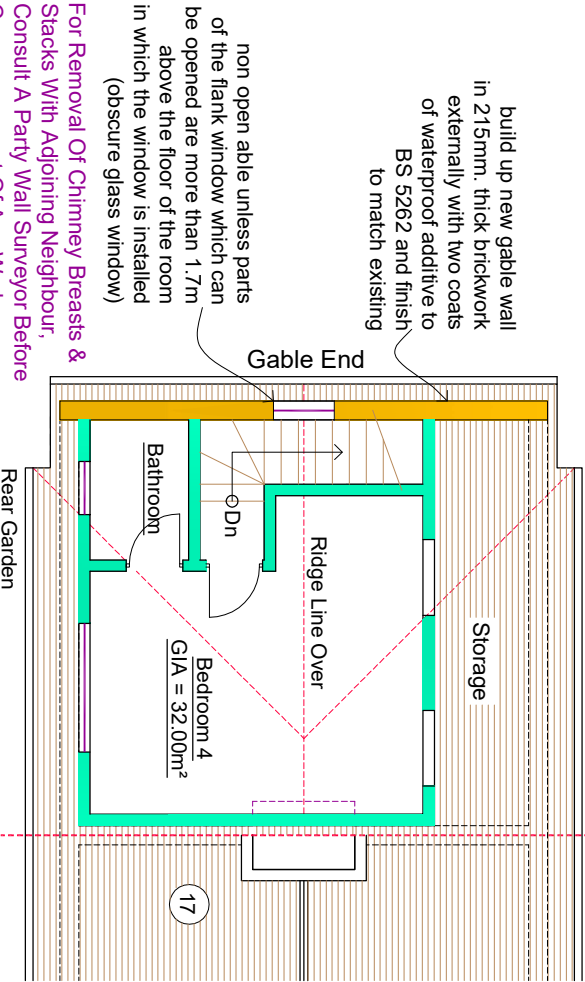 build up new gable wall
in 215mm. thick brickwork
externally with two coats
of waterproof additive to
BS 5262 and finish
to match existing
non open able unless parts
of the flank window which can
be opened are more than 1.7m
above the floor of the room
in which the window is installed
(obscure glass window)
For Removal Of Chimney Breasts &
Stacks With Adjoining Neighbour,
Consult A Party Wall Surveyor Before
Gable End
Storage
Ridge Line Over
Dn
Bathroom
Bedroom 4
GIA = 32.00m²
17
Rear Garden